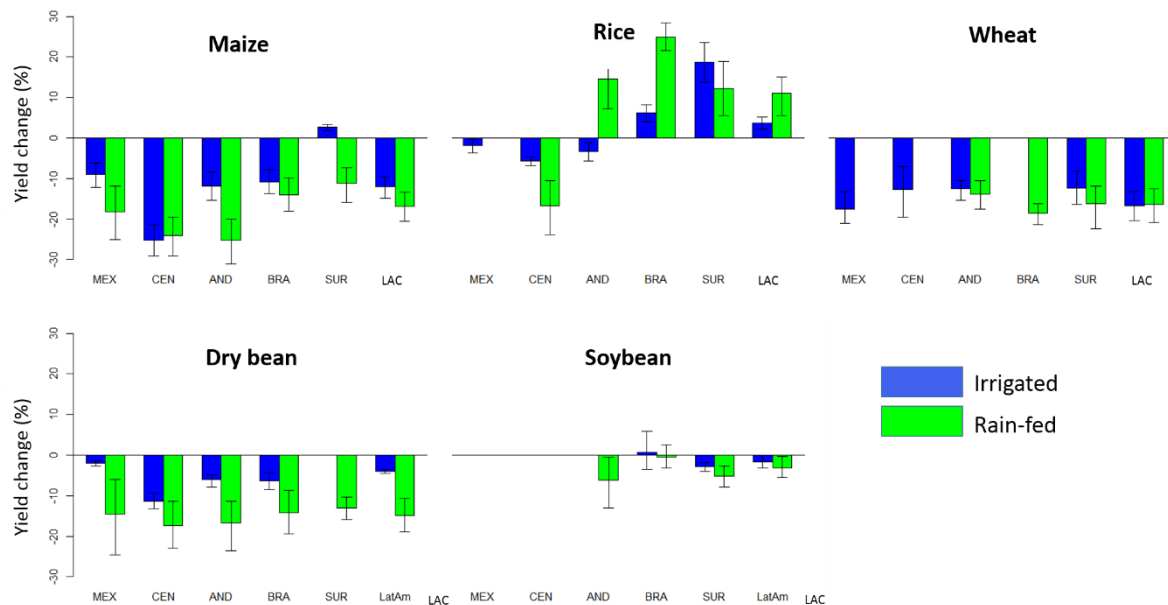 Maize
Rice
Wheat
Yield change (%)
30
20
10
0
-10
-20
-30
MEX CEN AND BRA SUR LAC
MEX CEN AND BRA SUR LAC
MEX CEN AND BRA SUR LAC
Dry bean
Soybean
Yield change (%)
30
20
10
0
-10
-20
-30
MEX CEN AND BRA SUR LatAm LAC
MEX CEN AND BRA SUR LatAm LAC
Irrigated
Rain-fed